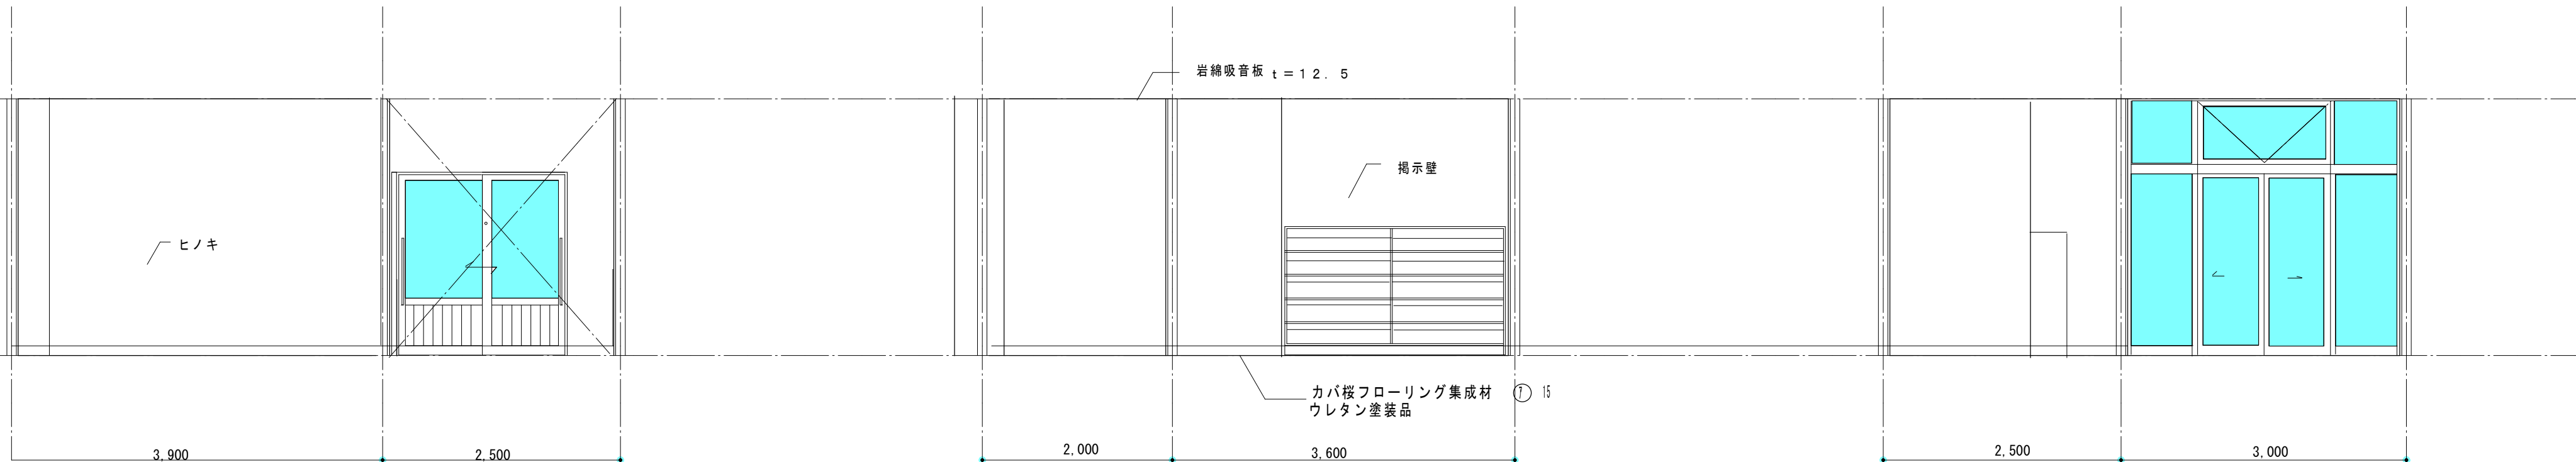 岩綿吸音板 ｔ＝１２．５
掲示壁
ヒノキ
カバ桜フローリング集成材 ⑦ 15
ウレタン塗装品
3,900
2,500
2,000
3,600
2,500
3,000